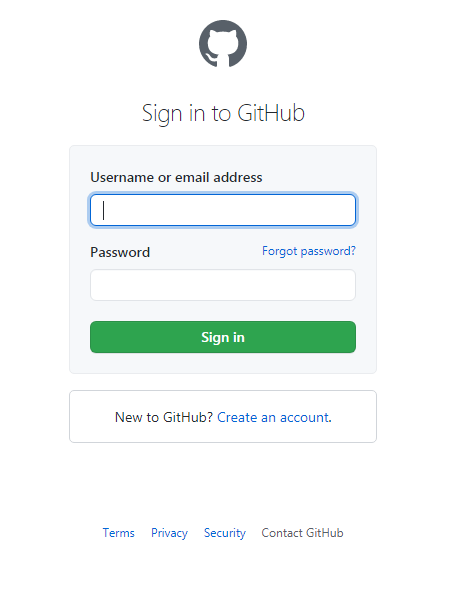 Sign in to GitHub
Username or email address
Password Forgot password?
Sign in
New to GitHub? Create an account.
Terms Privacy Security Contact GitHub